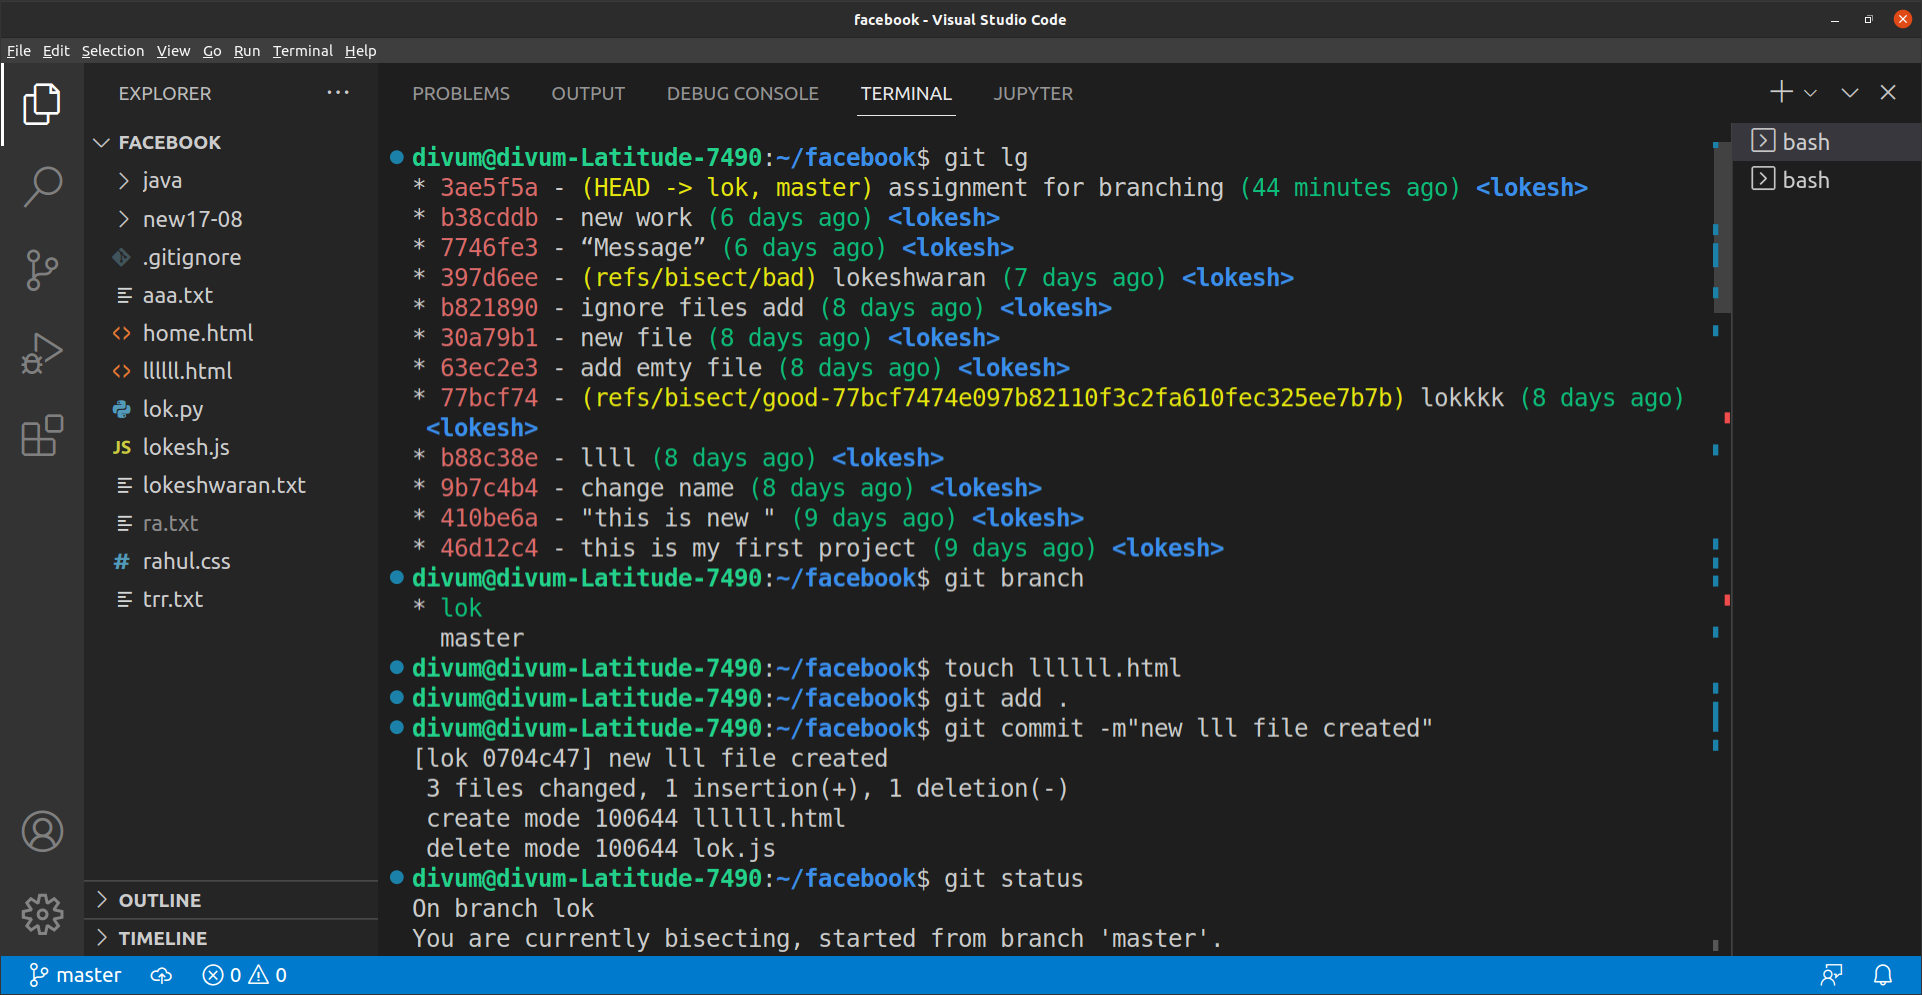 facebook - Visual Studio Code
File Edit Selection View Go Run Terminal Help
EXPLORER
FACEBOOK
java
new17-08
.gitignore
aaa.txt
home.html
llllll.html
lok.py
JS lokesh.js
lokeshwaran.txt
ra.txt
# rahul.css
trr.txt
OUTLINE
TIMELINE
PROBLEMS OUTPUT DEBUG CONSOLE TERMINAL JUPYTER
divum@divum-Latitude-7490:~/facebook$ git lg
* 3ae5f5a - (HEAD -> lok, master) assignment for branching (44 minutes ago) <lokesh>
* b38cddb - new work (6 days ago) <lokesh>
* 7746fe3 - “Message” (6 days ago) <lokesh>
* 397d6ee - (refs/bisect/bad) lokeshwaran (7 days ago) <lokesh>
* b821890 - ignore files add (8 days ago) <lokesh>
* 30a79b1 - new file (8 days ago) <lokesh>
* 63ec2e3 - add emty file (8 days ago) <lokesh>
* 77bcf74 - (refs/bisect/good-77bcf7474e097b82110f3c2fa610fec325ee7b7b) lokkkk (8 days ago)
<lokesh>
* b88c38e - llll (8 days ago) <lokesh>
* 9b7c4b4 - change name (8 days ago) <lokesh>
* 410be6a - "this is new " (9 days ago) <lokesh>
* 46d12c4 - this is my first project (9 days ago) <lokesh>
divum@divum-Latitude-7490:~/facebook$ git branch
* lok
master
divum@divum-Latitude-7490:~/facebook$ touch llllll.html
divum@divum-Latitude-7490:~/facebook$ git add .
divum@divum-Latitude-7490:~/facebook$ git commit -m"new lll file created"
[lok 0704c47] new lll file created
3 files changed, 1 insertion(+), 1 deletion(-)
create mode 100644 llllll.html
delete mode 100644 lok.js
divum@divum-Latitude-7490:~/facebook$ git status
On branch lok
You are currently bisecting, started from branch 'master'.
bash
bash
master 0 0